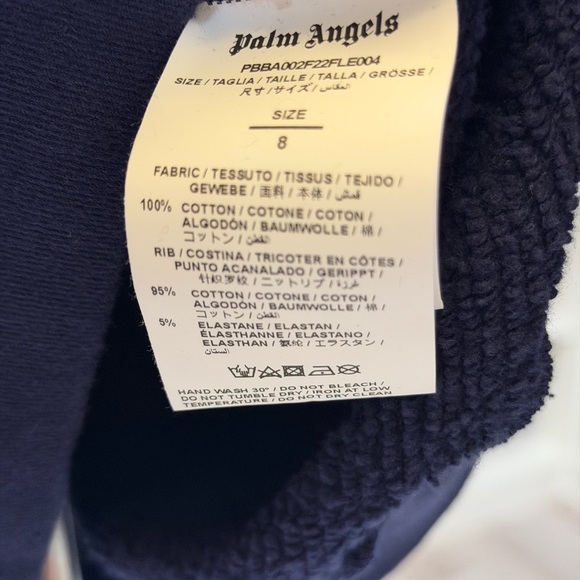 Palm Angels
PBBA002F22FLE004
SIZE / TAGLIA / TAILLE / TALLA / GRÖSSE /
尺寸 / サイズ / المقاس
SIZE
8
FABRIC / TESSUTO / TISSUS / TEJIDO /
GEWEBE / 面料 / 本体 / قمش
100% COTTON / COTONE / COTON /
ALGODÓN / BAUMWOLLE / 棉 /
コットン / القطن
RIB / COSTINA / TRICOTER EN CÔTES /
PUNTO ACANALADO / GERIPPT /
针织罗纹 / ニットリブ /
95% COTTON / COTONE / COTON /
ALGODÓN / BAUMWOLLE / 棉 /
コットン / القطن
5% ELASTANE / ELASTAN /
ÉLASTHANNE / ELASTANO /
ELASTHAN / 氨纶 / エラスタン /
HAND WASH 30° / DO NOT BLEACH /
DO NOT TUMBLE DRY / IRON AT LOW
TEMPERATURE / DO NOT DRY CLEAN